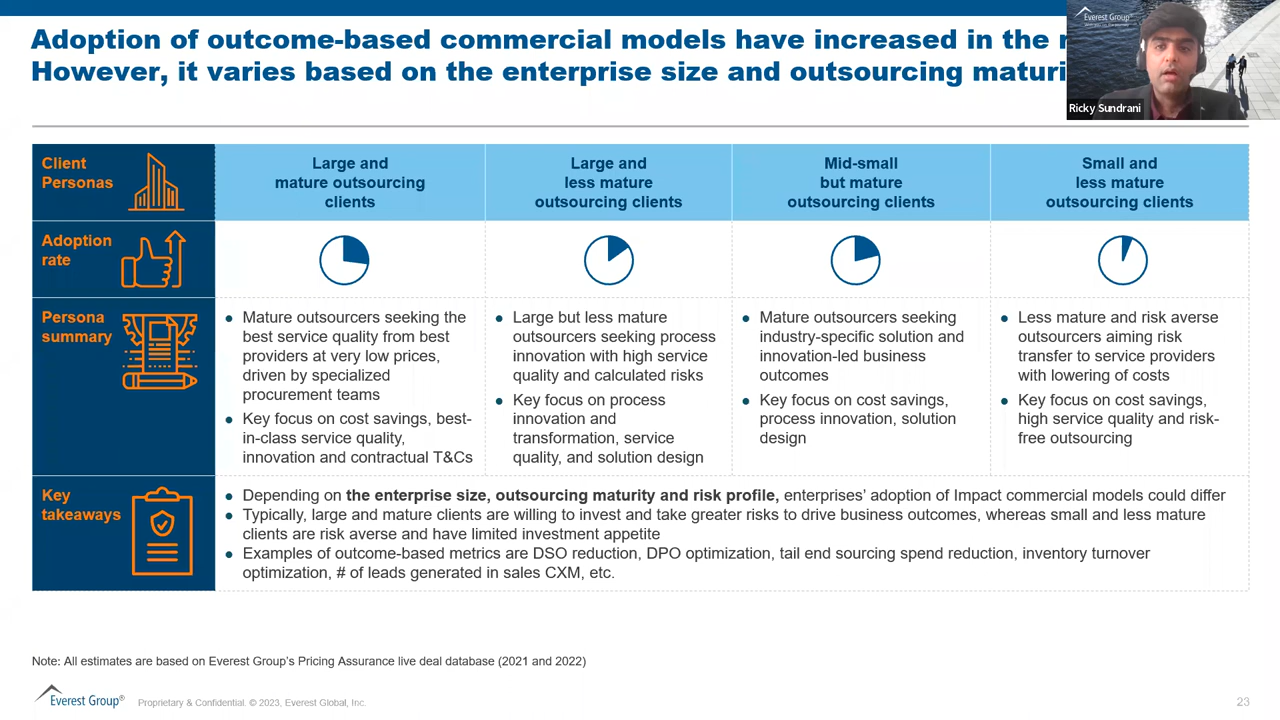 Everest Group®
Ricky Sundrani
Adoption of outcome-based commercial models have increased in the
However, it varies based on the enterprise size and outsourcing
Client
Personas
Large and
mature outsourcing
clients
Large and
less mature
outsourcing clients
Mid-small
but mature
outsourcing clients
Small and
less mature
outsourcing clients
Adoption
rate
Persona
summary
● Mature outsourcers seeking the
best service quality from best
providers at very low prices,
driven by specialized
procurement teams
● Key focus on cost savings, best-
in-class service quality,
innovation and contractual T&Cs
● Large but less mature
outsourcers seeking process
innovation with high service
quality and calculated risks
● Key focus on process
innovation and
transformation, service
quality, and solution design
● Mature outsourcers seeking
industry-specific solution and
innovation-led business
outcomes
● Key focus on cost savings,
process innovation, solution
design
● Less mature and risk averse
outsourcers aiming risk
transfer to service providers
with lowering of costs
● Key focus on cost savings,
high service quality and risk-
free outsourcing
Key
takeaways
● Depending on the enterprise size, outsourcing maturity and risk profile, enterprises' adoption of Impact commercial models could differ
● Typically, large and mature clients are willing to invest and take greater risks to drive business outcomes, whereas small and less mature
clients are risk averse and have limited investment appetite
● Examples of outcome-based metrics are DSO reduction, DPO optimization, tail end sourcing spend reduction, inventory turnover
optimization, # of leads generated in sales CXM, etc.
Note: All estimates are based on Everest Group's Pricing Assurance live deal database (2021 and 2022)
Everest Group® Proprietary & Confidential. © 2023, Everest Global, Inc.
23